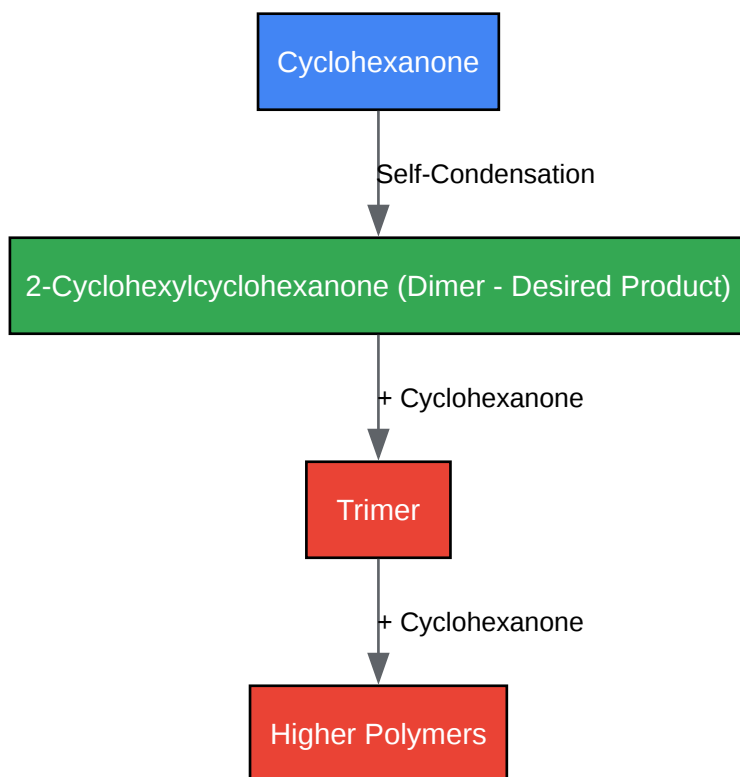 Cyclohexanone
Self-Condensation
2-Cyclohexylcyclohexanone (Dimer - Desired Product)
+ Cyclohexanone
Trimer
+ Cyclohexanone
Higher Polymers